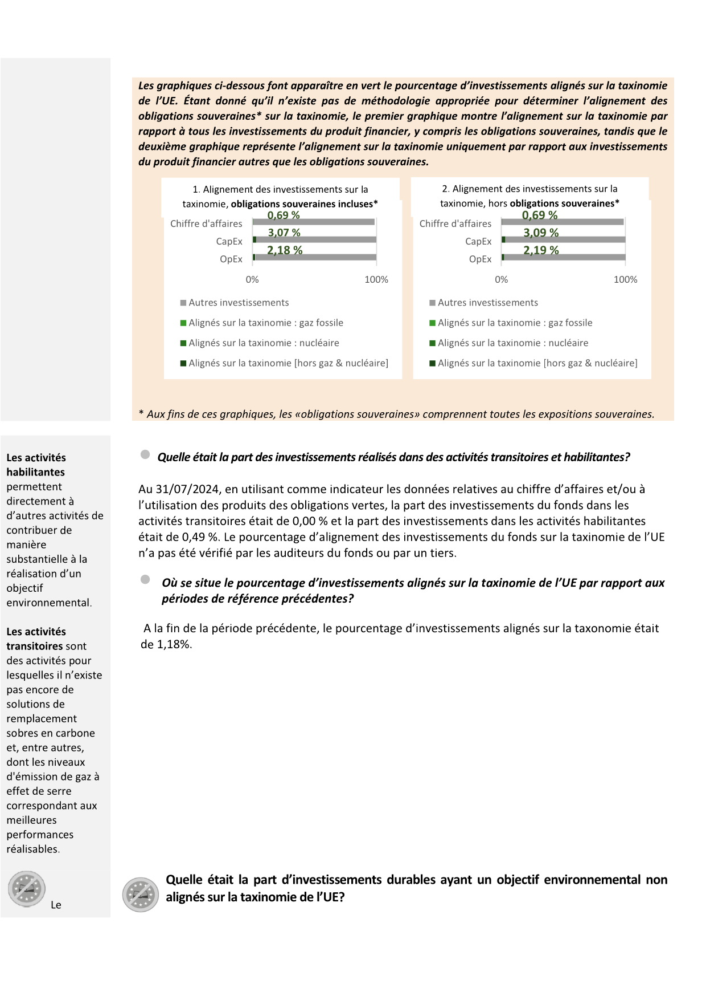 Les graphiques ci-dessous font apparaître en vert le pourcentage d’investissements alignés sur la taxinomie
de l’UE. Étant donné qu’il n’existe pas de méthodologie appropriée pour déterminer l’alignement des
obligations souveraines* sur la taxinomie, le premier graphique montre l’alignement sur la taxinomie par
rapport à tous les investissements du produit financier, y compris les obligations souveraines, tandis que le
deuxième graphique représente l’alignement sur la taxinomie uniquement par rapport aux investissements
du produit financier autres que les obligations souveraines.
1. Alignement des investissements sur la
taxinomie, obligations souveraines incluses*
0,69 %
Chiffre d'affaires
3,07 %
CapEx
2,18 %
OpEx
0% 100%
Autres investissements
Alignés sur la taxinomie : gaz fossile
Alignés sur la taxinomie : nucléaire
Alignés sur la taxinomie [hors gaz & nucléaire]
2. Alignement des investissements sur la
taxinomie, hors obligations souveraines*
0,69 %
Chiffre d'affaires
3,09 %
CapEx
2,19 %
OpEx
0% 100%
Autres investissements
Alignés sur la taxinomie : gaz fossile
Alignés sur la taxinomie : nucléaire
Alignés sur la taxinomie [hors gaz & nucléaire]
* Aux fins de ces graphiques, les «obligations souveraines» comprennent toutes les expositions souveraines.
Les activités
habilitantes
permettent
directement à
d’autres activités de
contribuer de
manière
substantielle à la
réalisation d’un
objectif
environnemental.
Les activités
transitoires sont
des activités pour
lesquelles il n’existe
pas encore de
solutions de
remplacement
sobres en carbone
et, entre autres,
dont les niveaux
d'émission de gaz à
effet de serre
correspondant aux
meilleures
performances
réalisables.
Le
Quelle était la part des investissements réalisés dans des activités transitoires et habilitantes?
Au 31/07/2024, en utilisant comme indicateur les données relatives au chiffre d’affaires et/ou à
l’utilisation des produits des obligations vertes, la part des investissements du fonds dans les
activités transitoires était de 0,00 % et la part des investissements dans les activités habilitantes
était de 0,49 %. Le pourcentage d’alignement des investissements du fonds sur la taxinomie de l’UE
n’a pas été vérifié par les auditeurs du fonds ou par un tiers.
Où se situe le pourcentage d’investissements alignés sur la taxinomie de l’UE par rapport aux
périodes de référence précédentes?
A la fin de la période précédente, le pourcentage d’investissements alignés sur la taxonomie était
de 1,18%.
Quelle était la part d’investissements durables ayant un objectif environnemental non
alignés sur la taxinomie de l’UE?